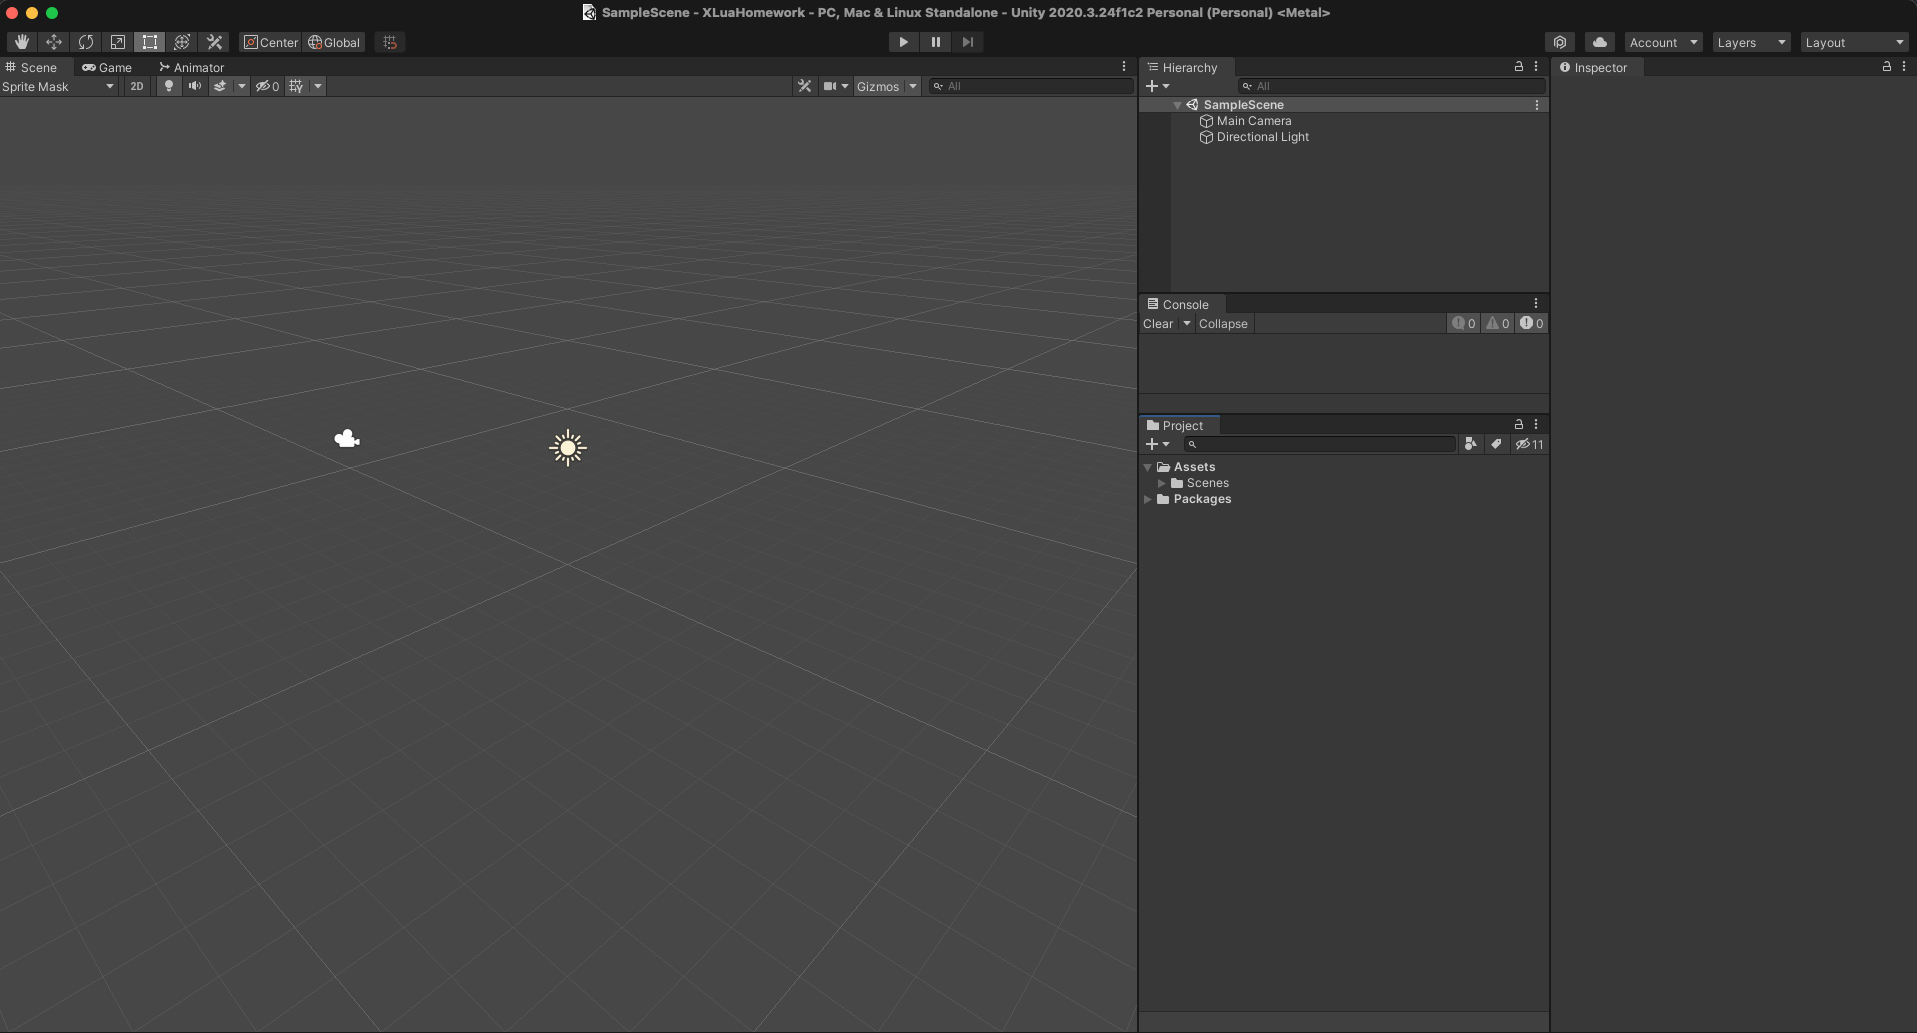 SampleScene - XLuaHomework - PC, Mac & Linux Standalone - Unity 2020.3.24f1c2 Personal (Personal) <Metal>
Center Global Account Layers Layout
Scene Game Animator
Sprite Mask 2D 0 Gizmos All
Hierarchy
All
SampleScene
Main Camera
Directional Light
Console
Clear Collapse 0 0 0
Project
11
Assets
Scenes
Packages
Inspector